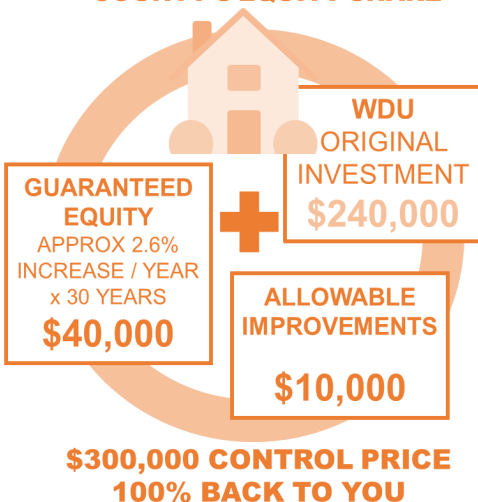 WDU
ORIGINAL
INVESTMENT
$240,000
GUARANTEED
EQUITY
APPROX 2.6%
INCREASE / YEAR
x 30 YEARS
$40,000
ALLOWABLE
IMPROVEMENTS
$10,000
$300,000 CONTROL PRICE
100% BACK TO YOU